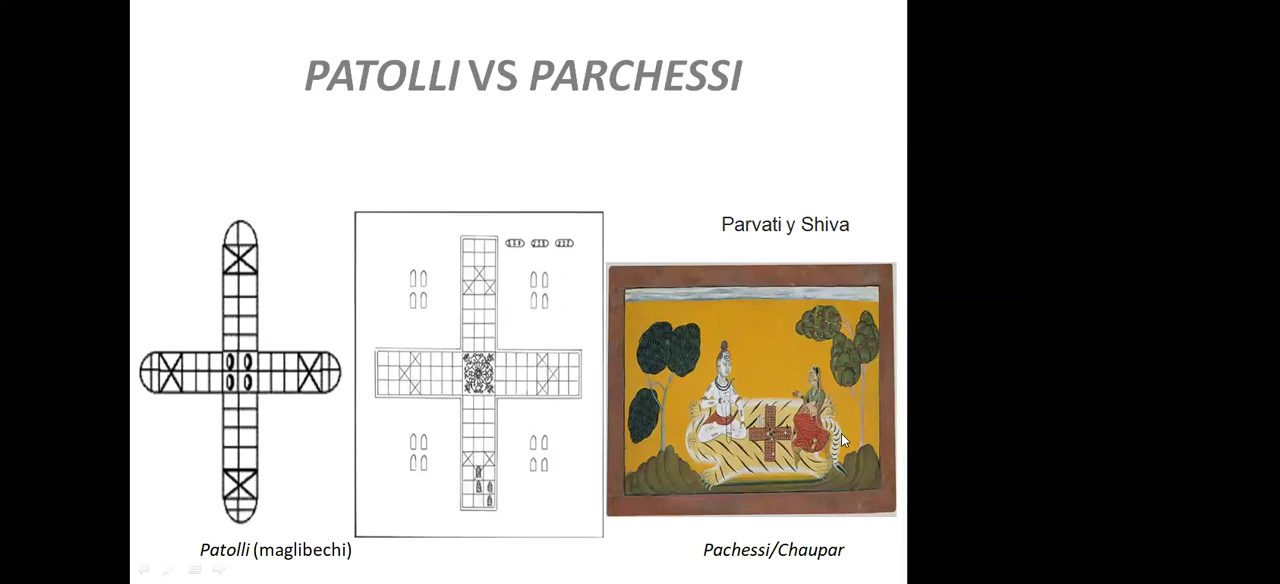 PATOLLI VS PARCHESSI
Parvati y Shiva
Patolli (maglibechi)
Pachessi/Chaupar